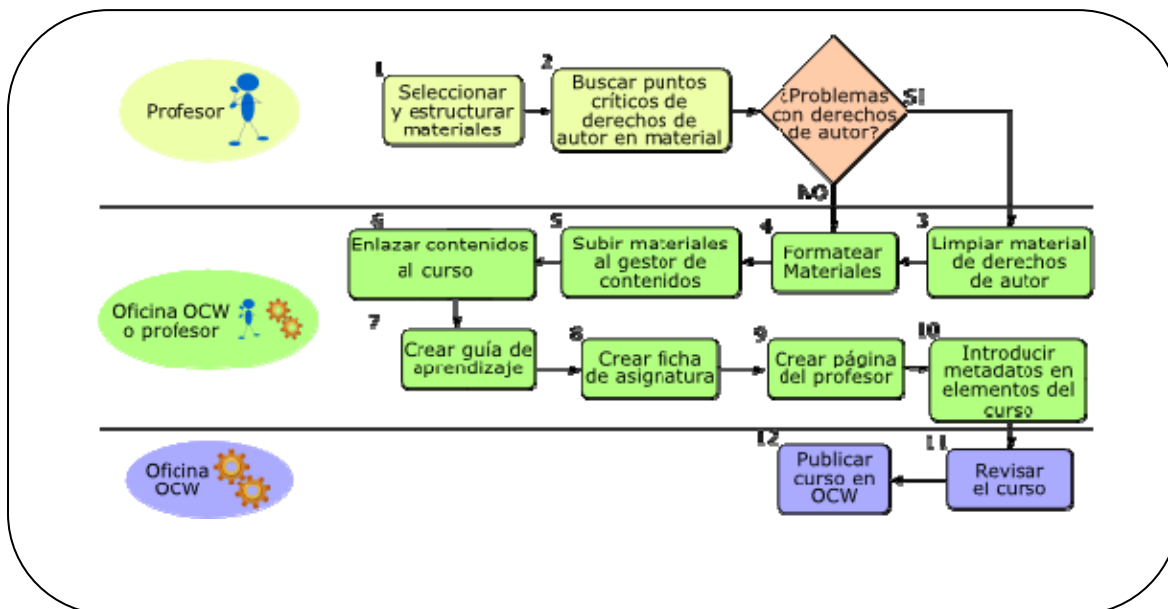 Profesor
1
Seleccionar
y estructurar
materiales
2
Buscar puntos
críticos de
derechos de
autor en material
¿Problemas
con derechos
de autor?
SI
NO
Oficina OCW
o profesor
6
Enlazar contenidos
al curso
5
Subir materiales
al gestor de
contenidos
4
Formatear
Materiales
3
Limpiar material
de derechos
de autor
7
Crear guía de
aprendizaje
8
Crear ficha
de asignatura
9
Crear página
del profesor
10
Introducir
metadatos en
elementos del
curso
Oficina
OCW
12
Publicar
curso en
OCW
11
Revisar
el curso